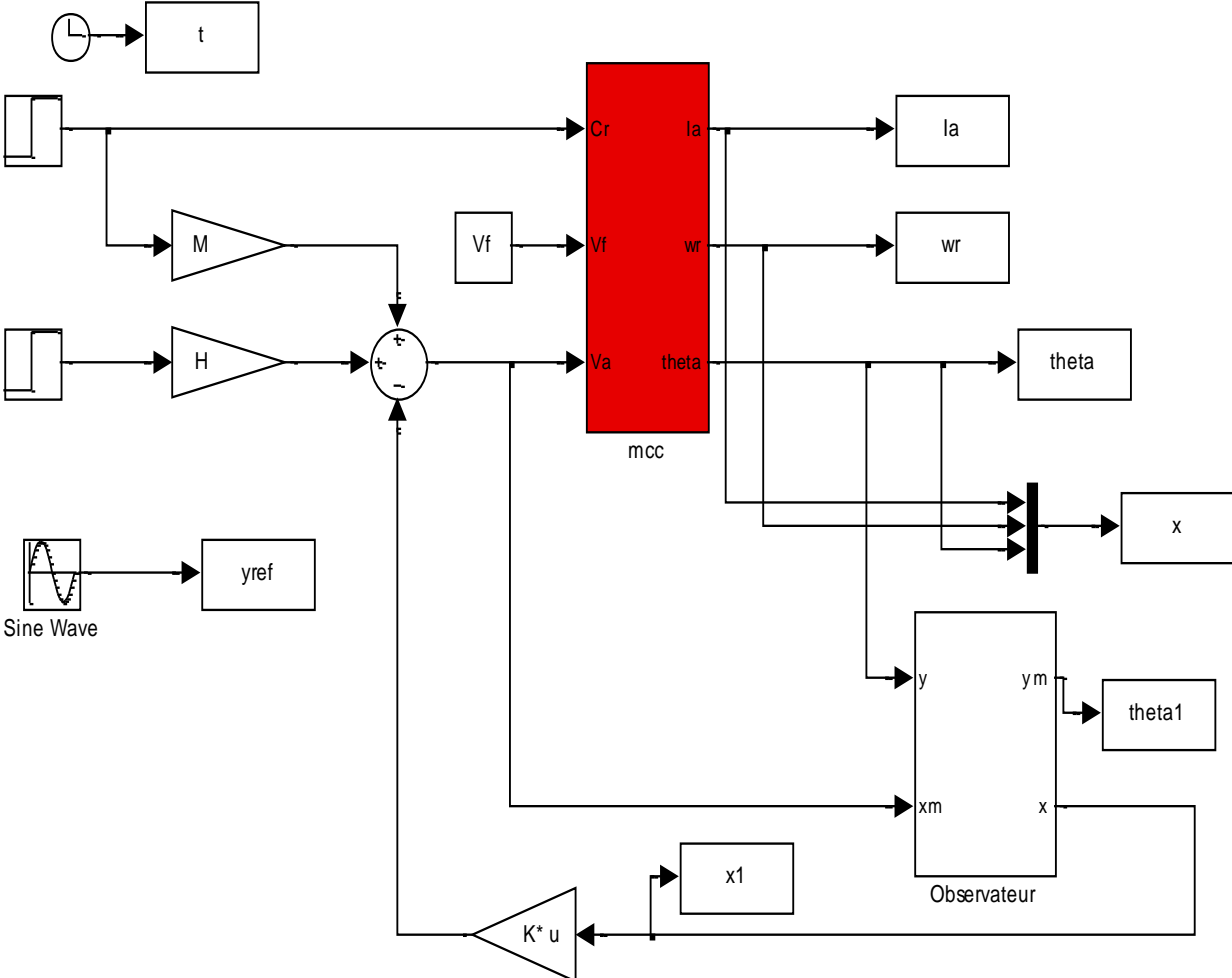 t
Cr
Ia
Ia
M
Vf
Vf
wr
wr
H
+
+
-
Va
theta
theta
mcc
x
yref
Sine Wave
y
ym
theta1
xm
x
x1
Observateur
K* u